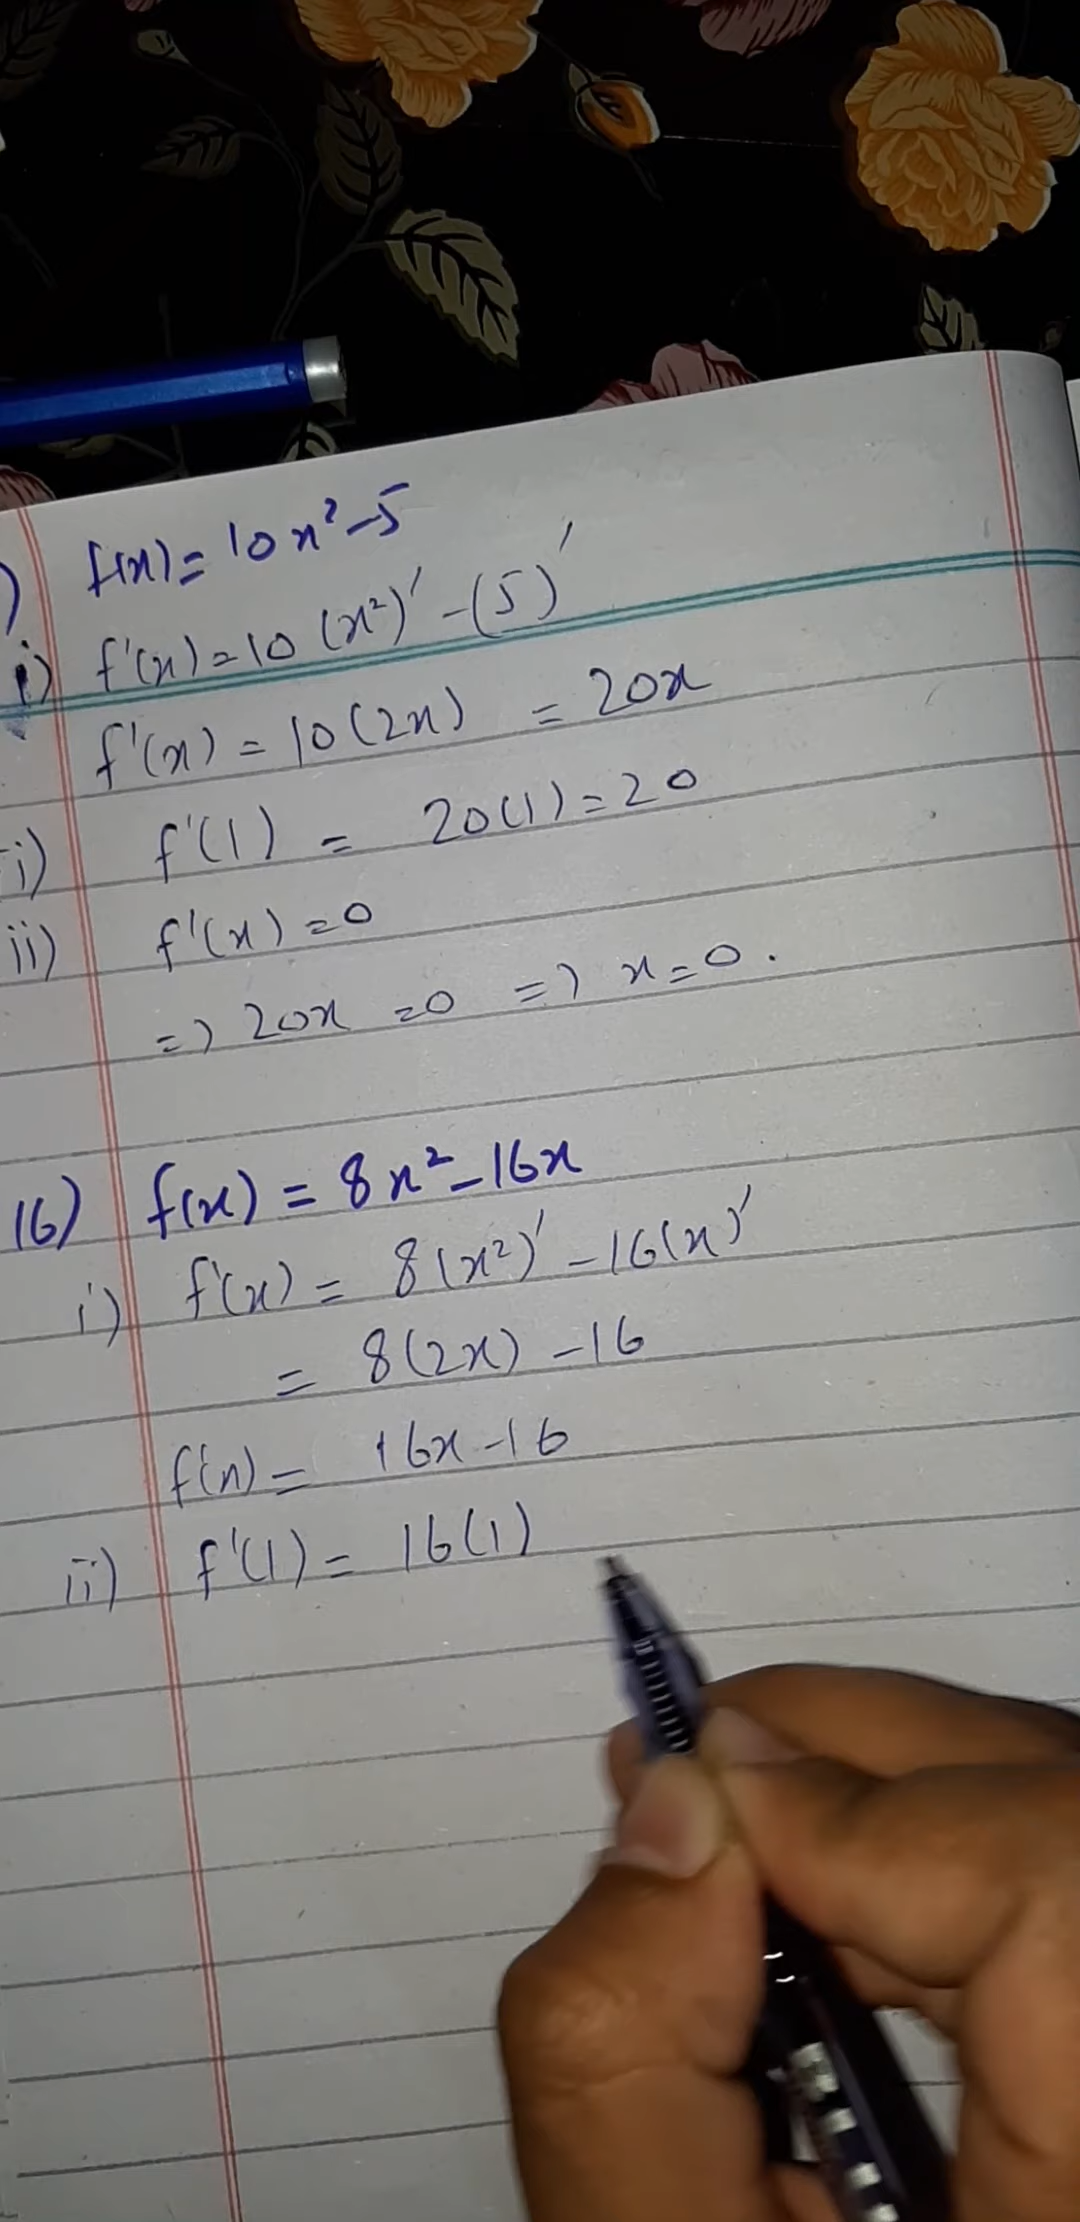 ) f(x) = 10x² - 5
i) f'(x) = 10 (x²)' - (5)'
f'(x) = 10(2x) = 20x
i) f'(1) = 20(1) = 20
ii) f'(x) = 0
=> 20x = 0 => x = 0.
16) f(x) = 8x² - 16x
i) f'(x) = 8(x²)' - 16(x)'
= 8(2x) - 16
f'(x) = 16x - 16
ii) f'(1) = 16(1)